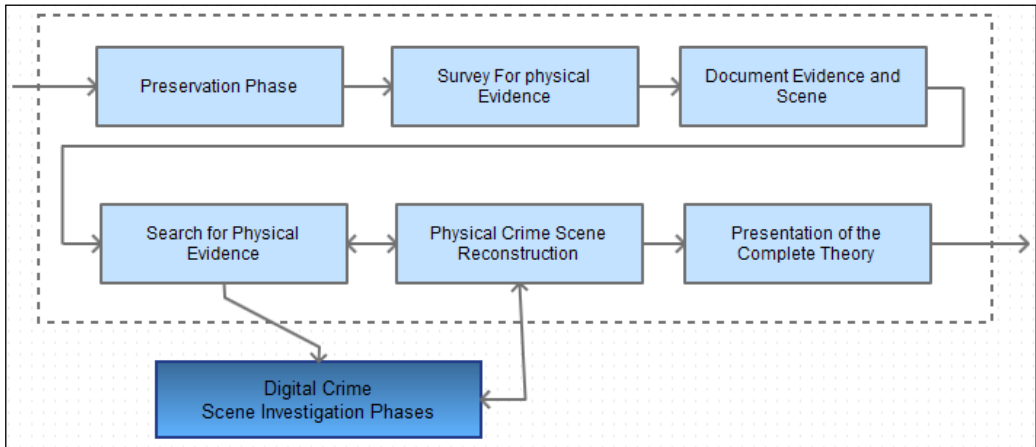 Preservation Phase
Survey For physical
Evidence
Document Evidence and
Scene
Search for Physical
Evidence
Physical Crime Scene
Reconstruction
Presentation of the
Complete Theory
Digital Crime
Scene Investigation Phases